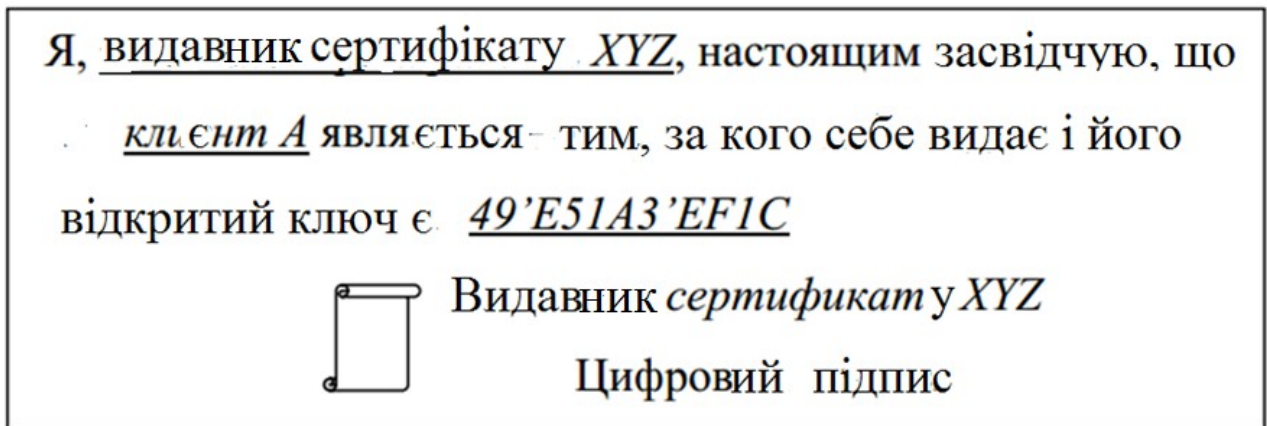 Я, видавник сертифікату XYZ, настоящим засвідчую, що
клиєнт А являється тим, за кого себе видає і його
відкритий ключ є 49’E51A3’EF1C
Видавник сертификату XYZ
Цифровий підпис